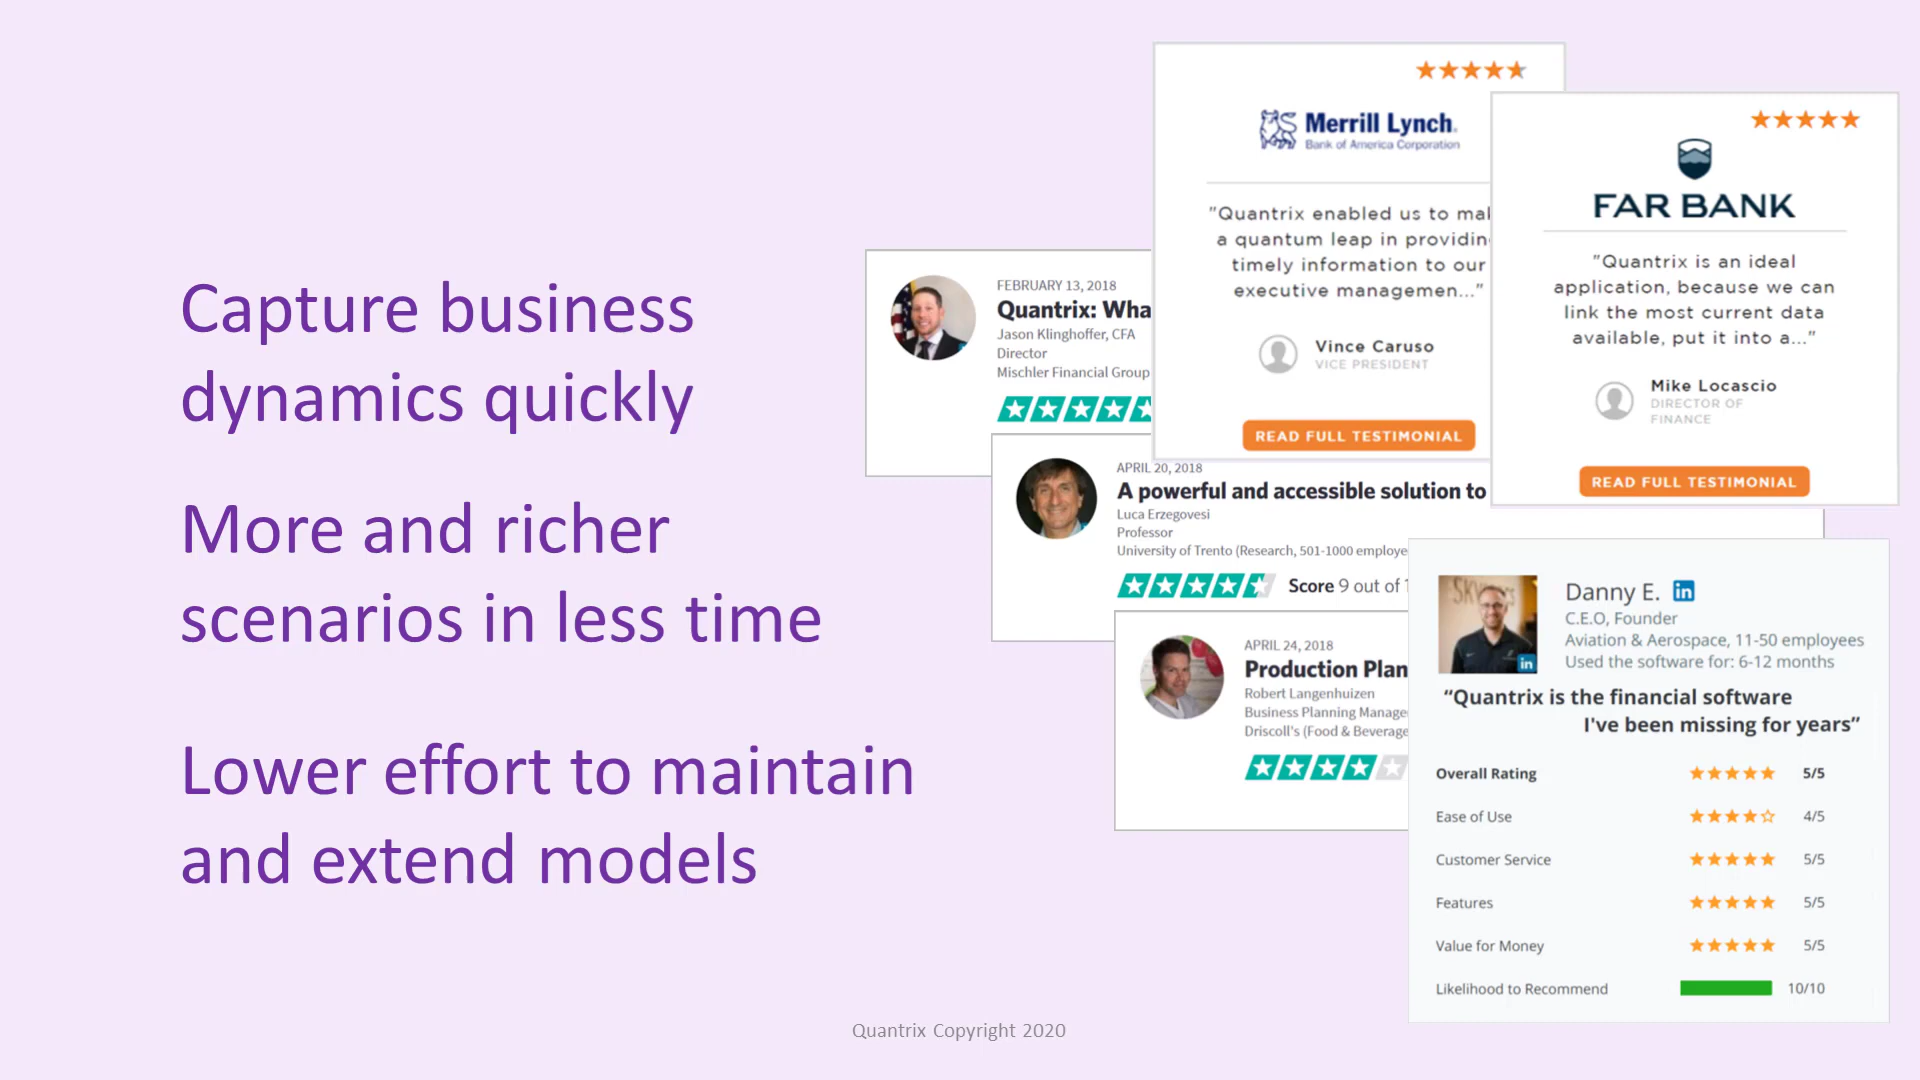 Capture business
dynamics quickly
More and richer
scenarios in less time
Lower effort to maintain
and extend models
FEBRUARY 13, 2018
Quantrix: Wha
Jason Klinghoffer, CFA
Director
Mischler Financial Group
Merrill Lynch
Bank of America Corporation
"Quantrix enabled us to mak
a quantum leap in providin
timely information to our
executive managemen..."
Vince Caruso
VICE PRESIDENT
READ FULL TESTIMONIAL
FAR BANK
"Quantrix is an ideal
application, because we can
link the most current data
available, put it into a..."
Mike Locascio
DIRECTOR OF
FINANCE
READ FULL TESTIMONIAL
APRIL 20, 2018
A powerful and accessible solution to
Luca Erzegovesi
Professor
University of Trento (Research, 501-1000 employe
Score 9 out of 1
APRIL 24, 2018
Production Plan
Robert Langenhuizen
Business Planning Manage
Driscoll's (Food & Beverage
Danny E. in
C.E.O, Founder
Aviation & Aerospace, 11-50 employees
Used the software for: 6-12 months
in
“Quantrix is the financial software
I've been missing for years”
Overall Rating 5/5
Ease of Use 4/5
Customer Service 5/5
Features 5/5
Value for Money 5/5
Likelihood to Recommend 10/10
Quantrix Copyright 2020